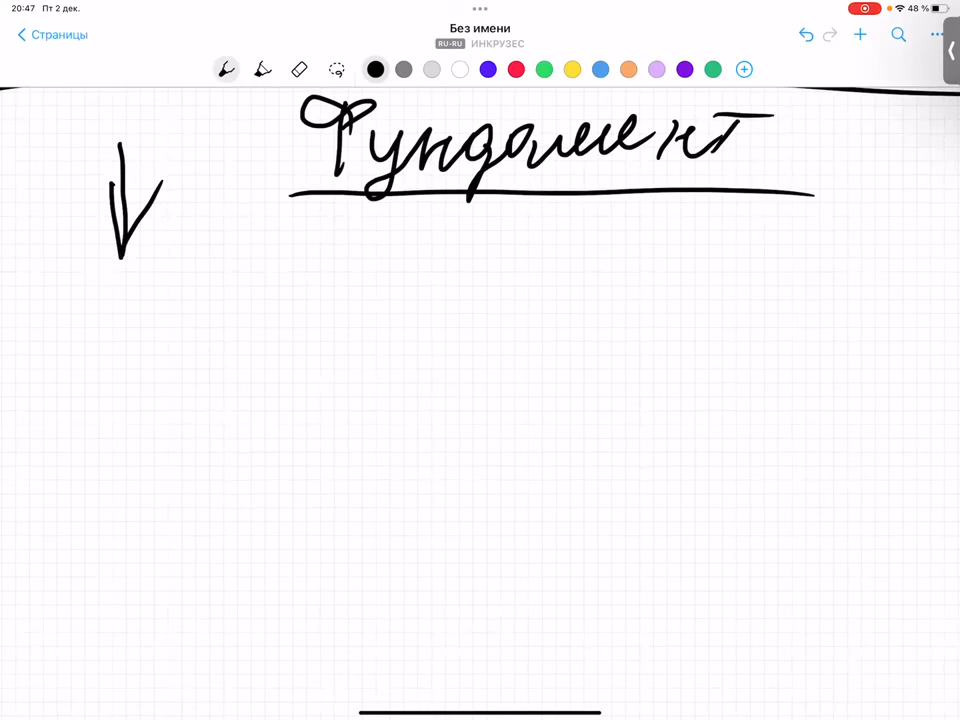 20:47 Пт 2 дек. 48 %
Страницы
Без имени
RU-RU ИНКРУЗЕС
Фундамент